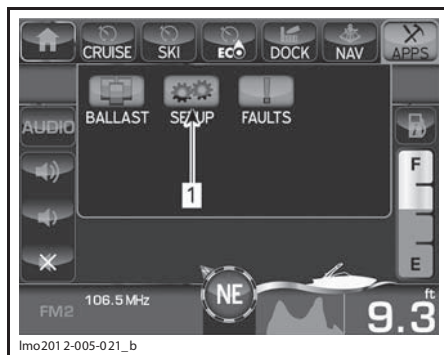 CRUISE SKI ECO DOCK NAV APPS
AUDIO BALLAST SETUP FAULTS
1
F
E
FM2 106.5 MHz NE 9.3 ft
lmo2012-005-021_b